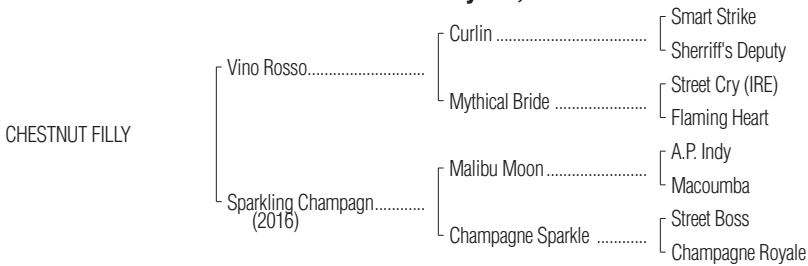 Smart Strike
Curlin ...................................
Sherriff's Deputy
Vino Rosso...........................
Street Cry (IRE)
Mythical Bride .....................
Flaming Heart
CHESTNUT FILLY
A.P. Indy
Malibu Moon.......................
Macoumba
Sparkling Champagn............
(2016)
Street Boss
Champagne Sparkle ............
Champagne Royale